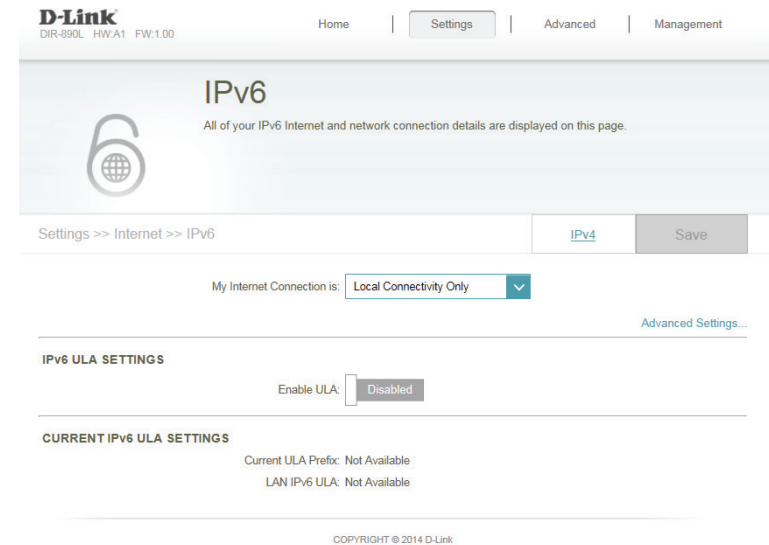 D-Link
DIR-890L HW:A1 FW:1.00
Home | Settings | Advanced | Management
IPv6
All of your IPv6 Internet and network connection details are displayed on this page.
Settings >> Internet >> IPv6
IPv4
Save
My Internet Connection is: Local Connectivity Only
Advanced Settings...
IPv6 ULA SETTINGS
Enable ULA: Disabled
CURRENT IPv6 ULA SETTINGS
Current ULA Prefix: Not Available
LAN IPv6 ULA: Not Available
COPYRIGHT © 2014 D-Link